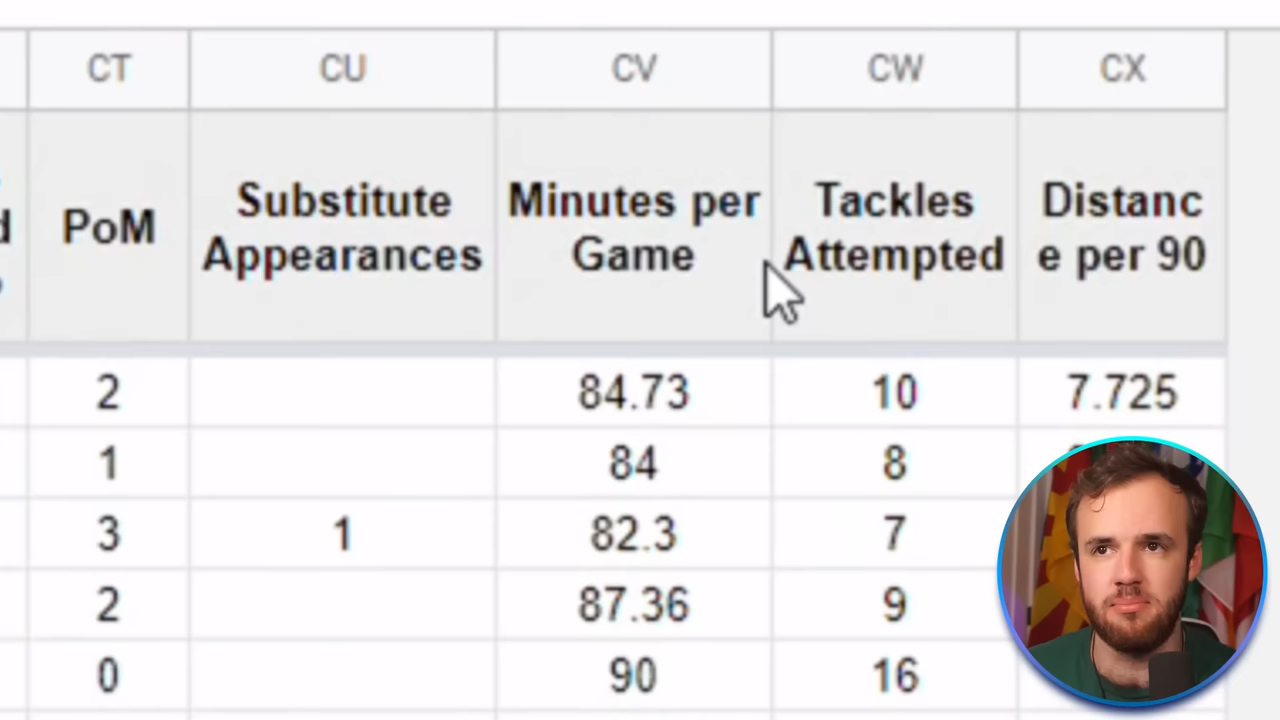 CT CU CV CW CX
d PoM Substitute Appearances Minutes per Game Tackles Attempted Distanc e per 90
2 84.73 10 7.725
1 84 8
3 1 82.3 7
2 87.36 9
0 90 16